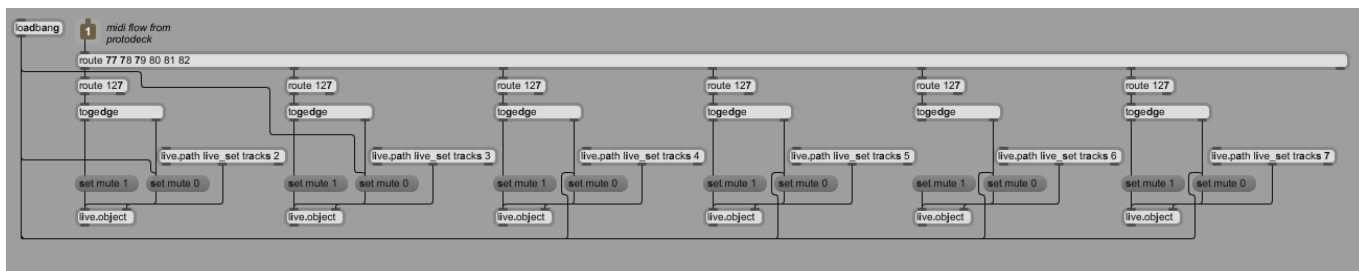 loadbang
1
midi flow from
protodeck
route 77 78 79 80 81 82
route 127 route 127 route 127 route 127 route 127 route 127
togedge togedge togedge togedge togedge togedge
live.path live_set tracks 2 live.path live_set tracks 3 live.path live_set tracks 4 live.path live_set tracks 5 live.path live_set tracks 6 live.path live_set tracks 7
set mute 1 set mute 0 set mute 1 set mute 0 set mute 1 set mute 0 set mute 1 set mute 0 set mute 1 set mute 0 set mute 1 set mute 0
live.object live.object live.object live.object live.object live.object